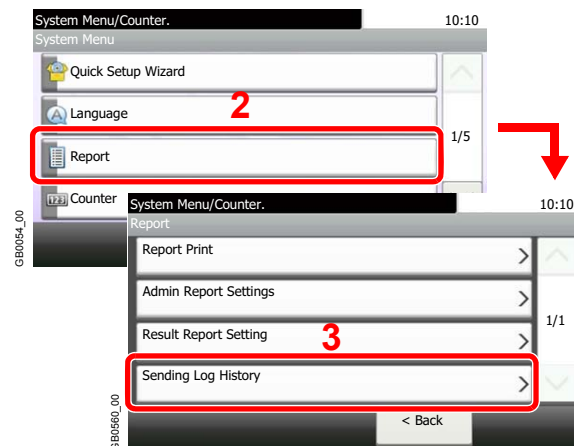 System Menu/Counter.
10:10
System Menu
Quick Setup Wizard
Language
2
1/5
Report
123 Counter
GB0054_00
System Menu/Counter.
10:10
Report
Report Print
Admin Report Settings
1/1
Result Report Setting
3
Sending Log History
< Back
GB0560_00